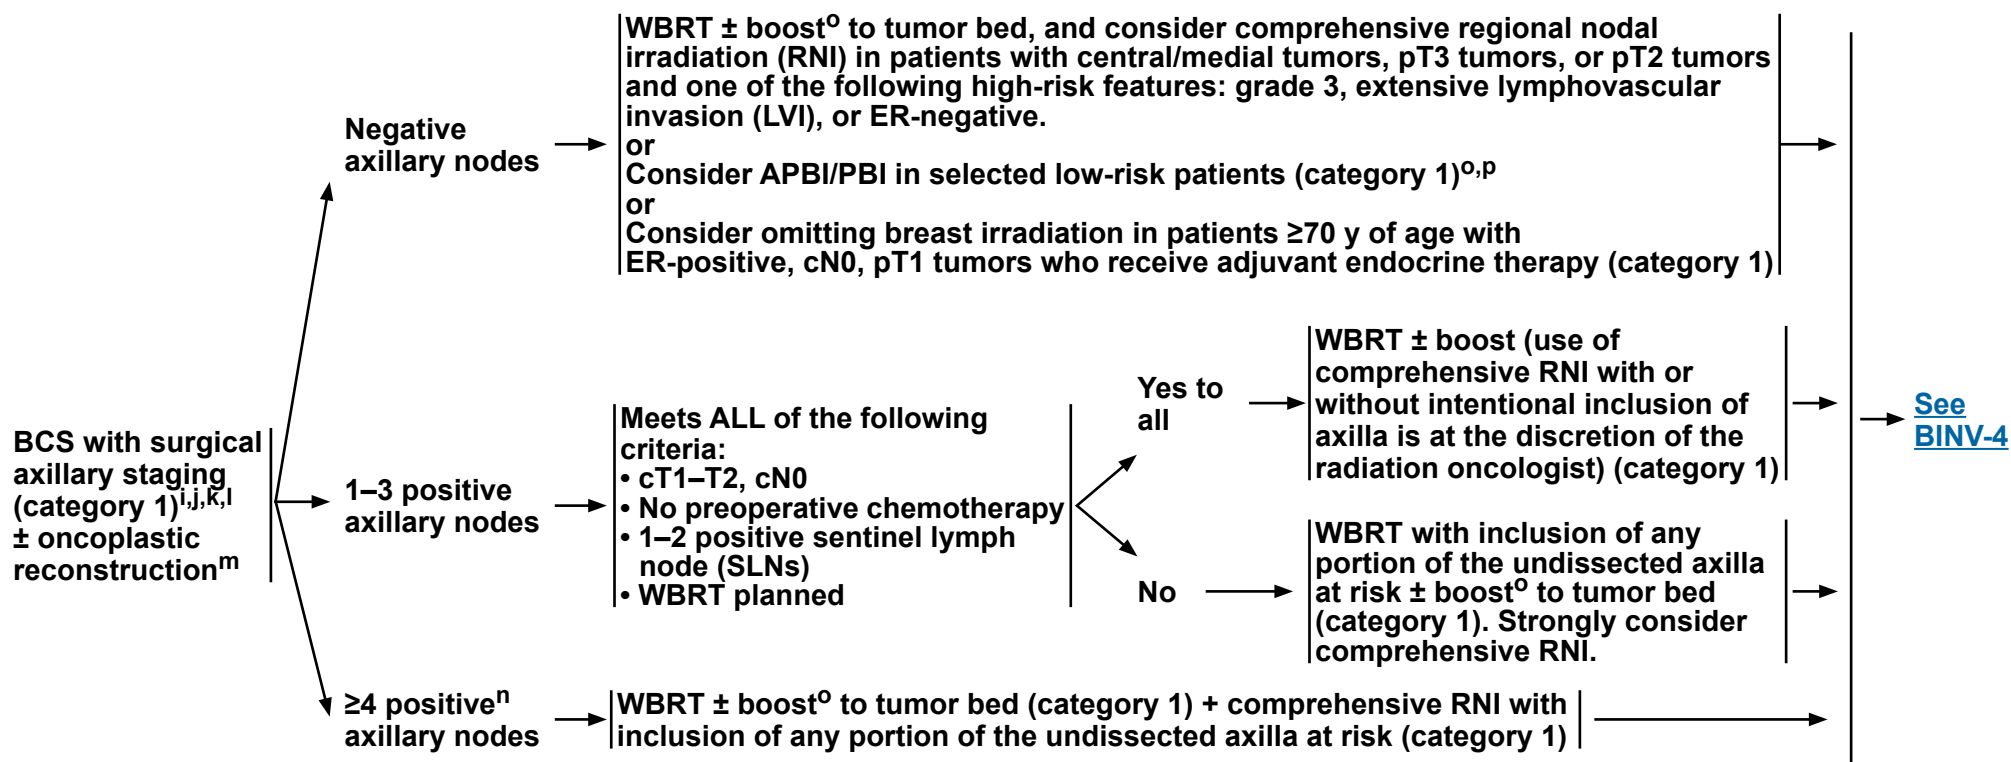 BCS with surgical
axillary staging
(category 1)i,j,k,l
± oncoplastic
reconstructionm
Negative
axillary nodes
WBRT ± boosto to tumor bed, and consider comprehensive regional nodal
irradiation (RNI) in patients with central/medial tumors, pT3 tumors, or pT2 tumors
and one of the following high-risk features: grade 3, extensive lymphovascular
invasion (LVI), or ER-negative.
or
Consider APBI/PBI in selected low-risk patients (category 1)o,p
or
Consider omitting breast irradiation in patients ≥70 y of age with
ER-positive, cN0, pT1 tumors who receive adjuvant endocrine therapy (category 1)
1–3 positive
axillary nodes
Meets ALL of the following
criteria:
• cT1–T2, cN0
• No preoperative chemotherapy
• 1–2 positive sentinel lymph
node (SLNs)
• WBRT planned
Yes to
all
WBRT ± boost (use of
comprehensive RNI with or
without intentional inclusion of
axilla is at the discretion of the
radiation oncologist) (category 1)
No
WBRT with inclusion of any
portion of the undissected axilla
at risk ± boosto to tumor bed
(category 1). Strongly consider
comprehensive RNI.
≥4 positiven
axillary nodes
WBRT ± boosto to tumor bed (category 1) + comprehensive RNI with
inclusion of any portion of the undissected axilla at risk (category 1)
See
BINV-4